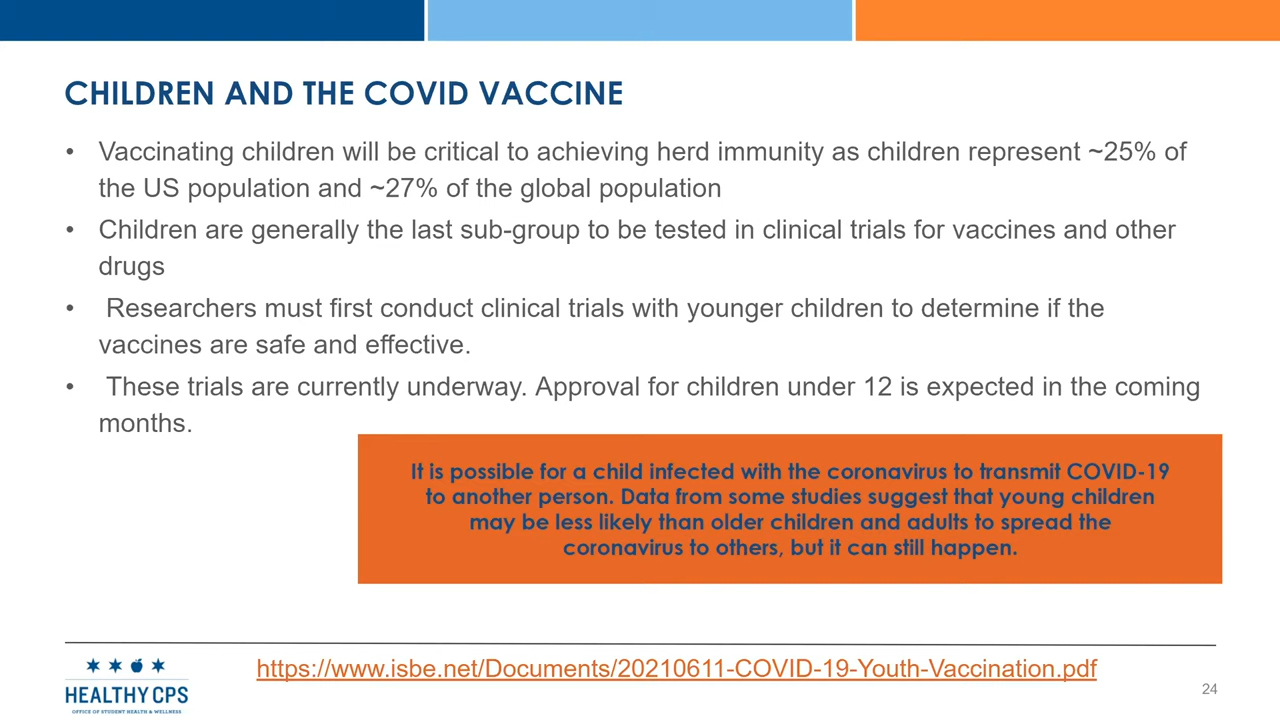 CHILDREN AND THE COVID VACCINE
• Vaccinating children will be critical to achieving herd immunity as children represent ~25% of
the US population and ~27% of the global population
• Children are generally the last sub-group to be tested in clinical trials for vaccines and other
drugs
• Researchers must first conduct clinical trials with younger children to determine if the
vaccines are safe and effective.
• These trials are currently underway. Approval for children under 12 is expected in the coming
months.
It is possible for a child infected with the coronavirus to transmit COVID-19
to another person. Data from some studies suggest that young children
may be less likely than older children and adults to spread the
coronavirus to others, but it can still happen.
https://www.isbe.net/Documents/20210611-COVID-19-Youth-Vaccination.pdf
HEALTHY CPS
OFFICE OF STUDENT HEALTH & WELLNESS
24